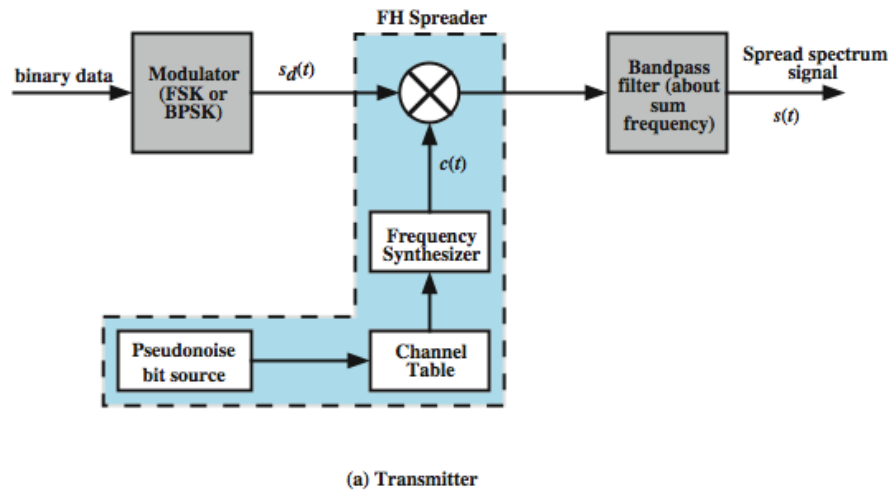 FH Spreader
binary data
Modulator
(FSK or
BPSK)
s_d(t)
Bandpass
filter (about
sum
frequency)
Spread spectrum
signal
s(t)
c(t)
Frequency
Synthesizer
Pseudonoise
bit source
Channel
Table
(a) Transmitter